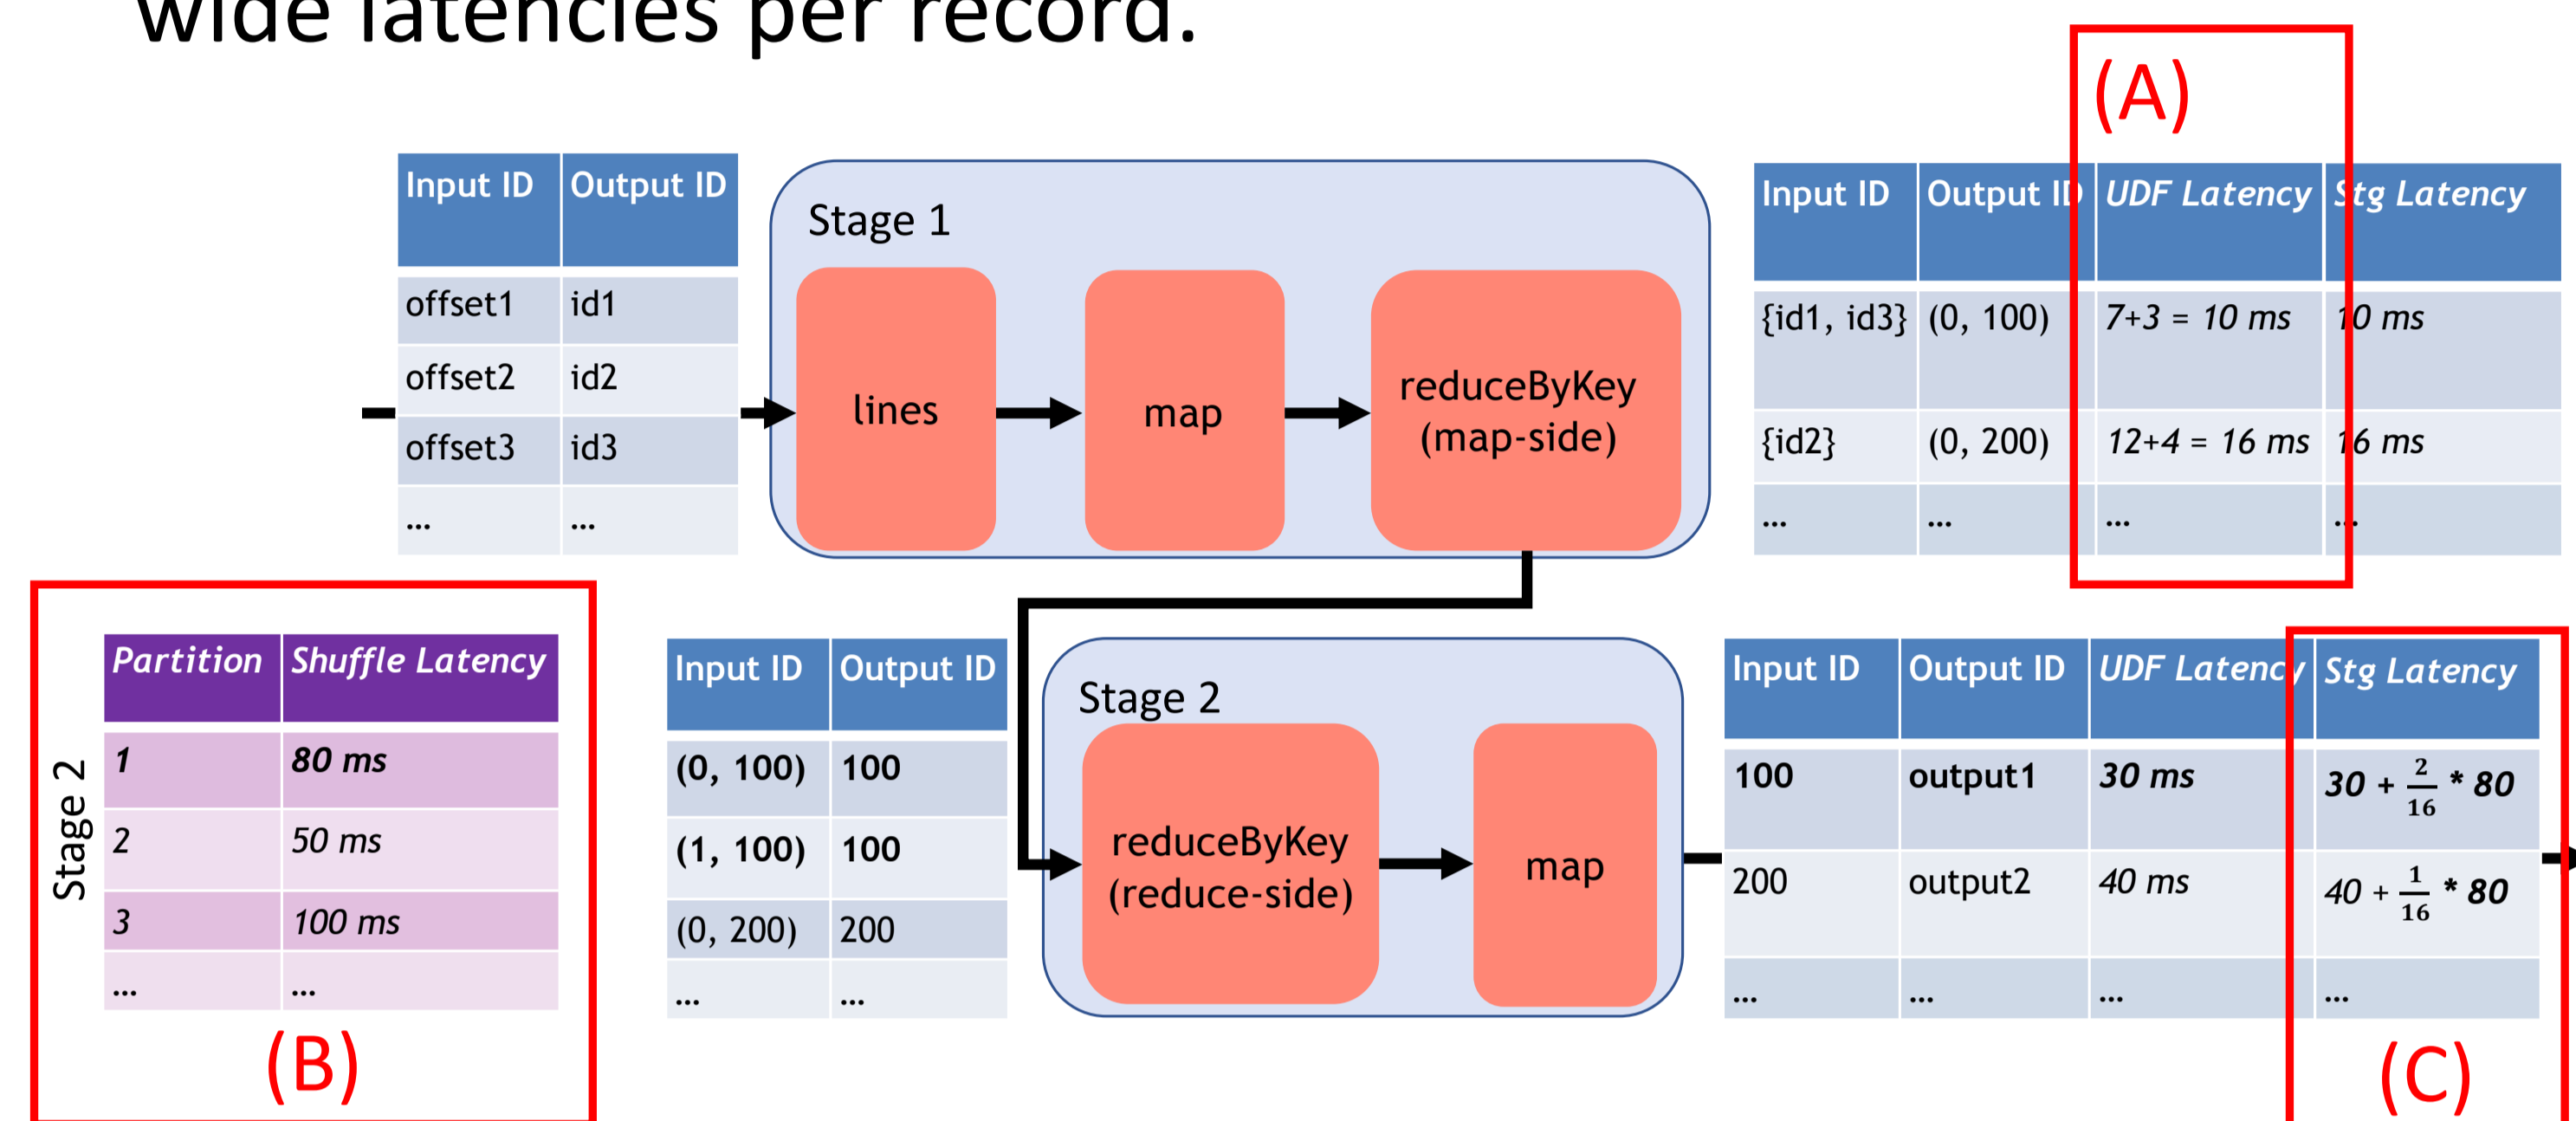 wide latencies per record.
(A)
Input ID Output ID
offset1 id1
offset2 id2
offset3 id3
... ...
Stage 1
lines
map
reduceByKey
(map-side)
Input ID Output ID UDF Latency Stg Latency
{id1, id3} (0, 100) 7+3 = 10 ms 10 ms
{id2} (0, 200) 12+4 = 16 ms 16 ms
... ... ... ...
Stage 2
Partition Shuffle Latency
1 80 ms
2 50 ms
3 100 ms
... ...
(B)
Input ID Output ID
(0, 100) 100
(1, 100) 100
(0, 200) 200
... ...
Stage 2
reduceByKey
(reduce-side)
map
Input ID Output ID UDF Latency Stg Latency
100 output1 30 ms 30 + 2/16 * 80
200 output2 40 ms 40 + 1/16 * 80
... ... ... ...
(C)